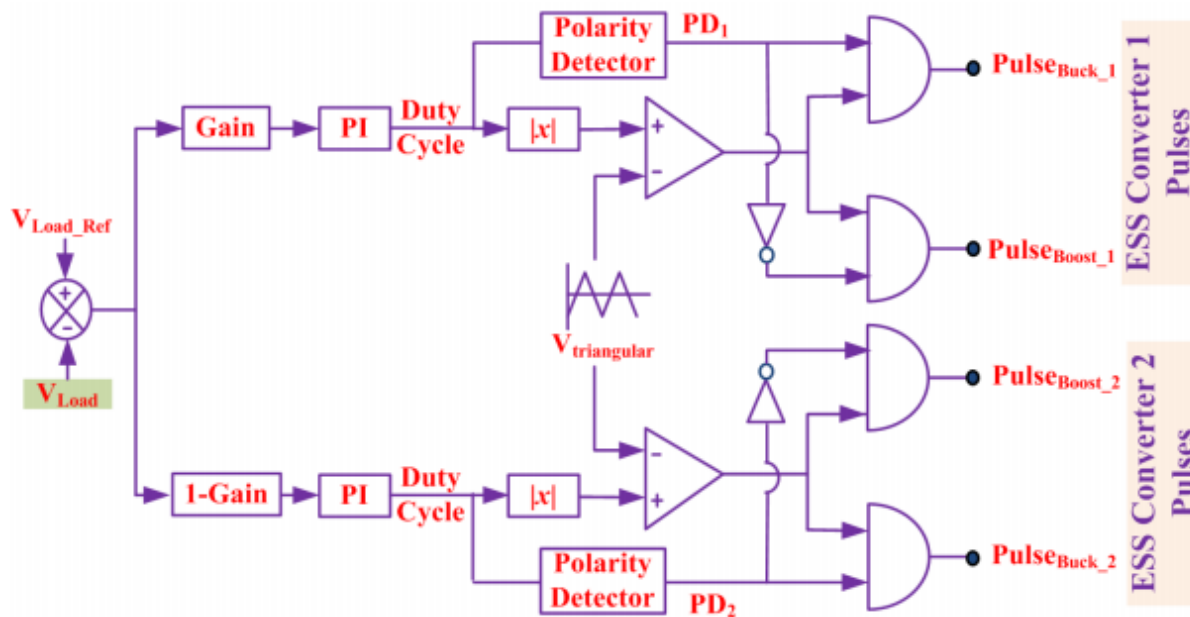 Polarity
Detector
PD1
Gain
PI
Duty
Cycle
|x|
+
-
PulseBuck_1
PulseBoost_1
ESS Converter 1
Pulses
VLoad_Ref
+
-
VLoad
Vtriangular
1-Gain
PI
Duty
Cycle
|x|
-
+
Polarity
Detector
PD2
PulseBoost_2
PulseBuck_2
ESS Converter 2
Pulses